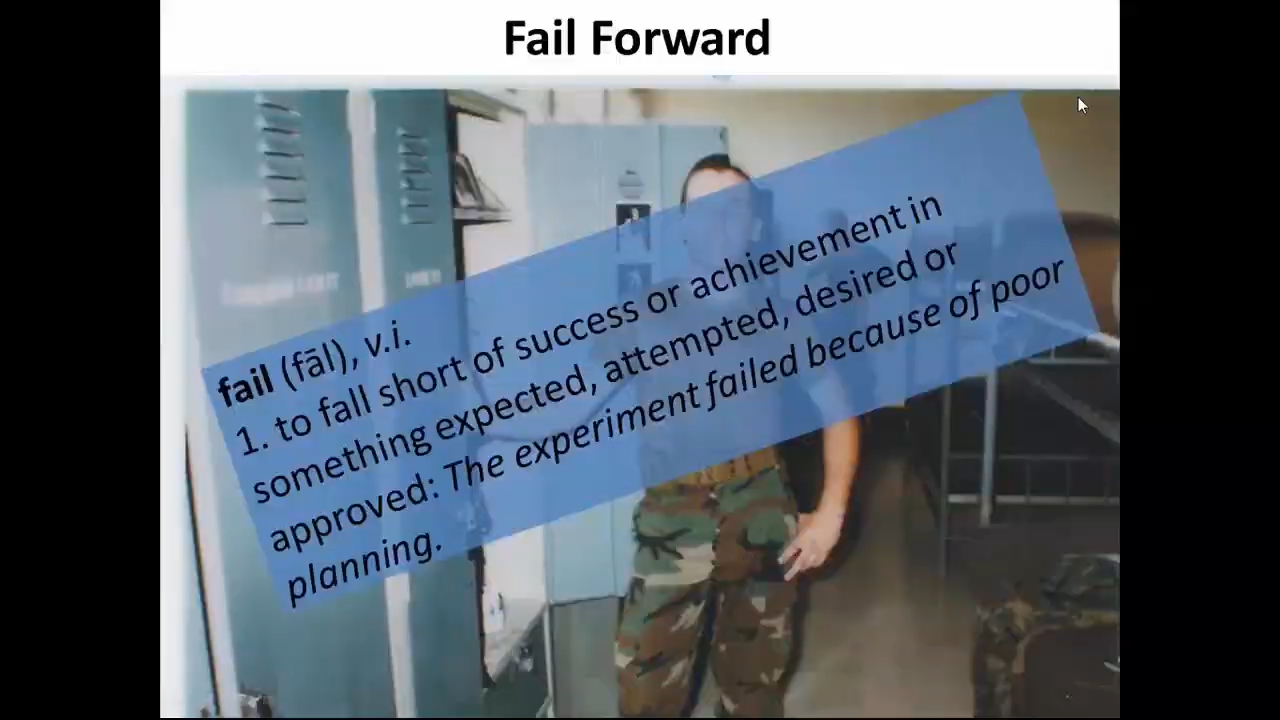 Fail Forward
fail (fāl), v.i.
1. to fall short of success or achievement in
something expected, attempted, desired or
approved: The experiment failed because of poor
planning.